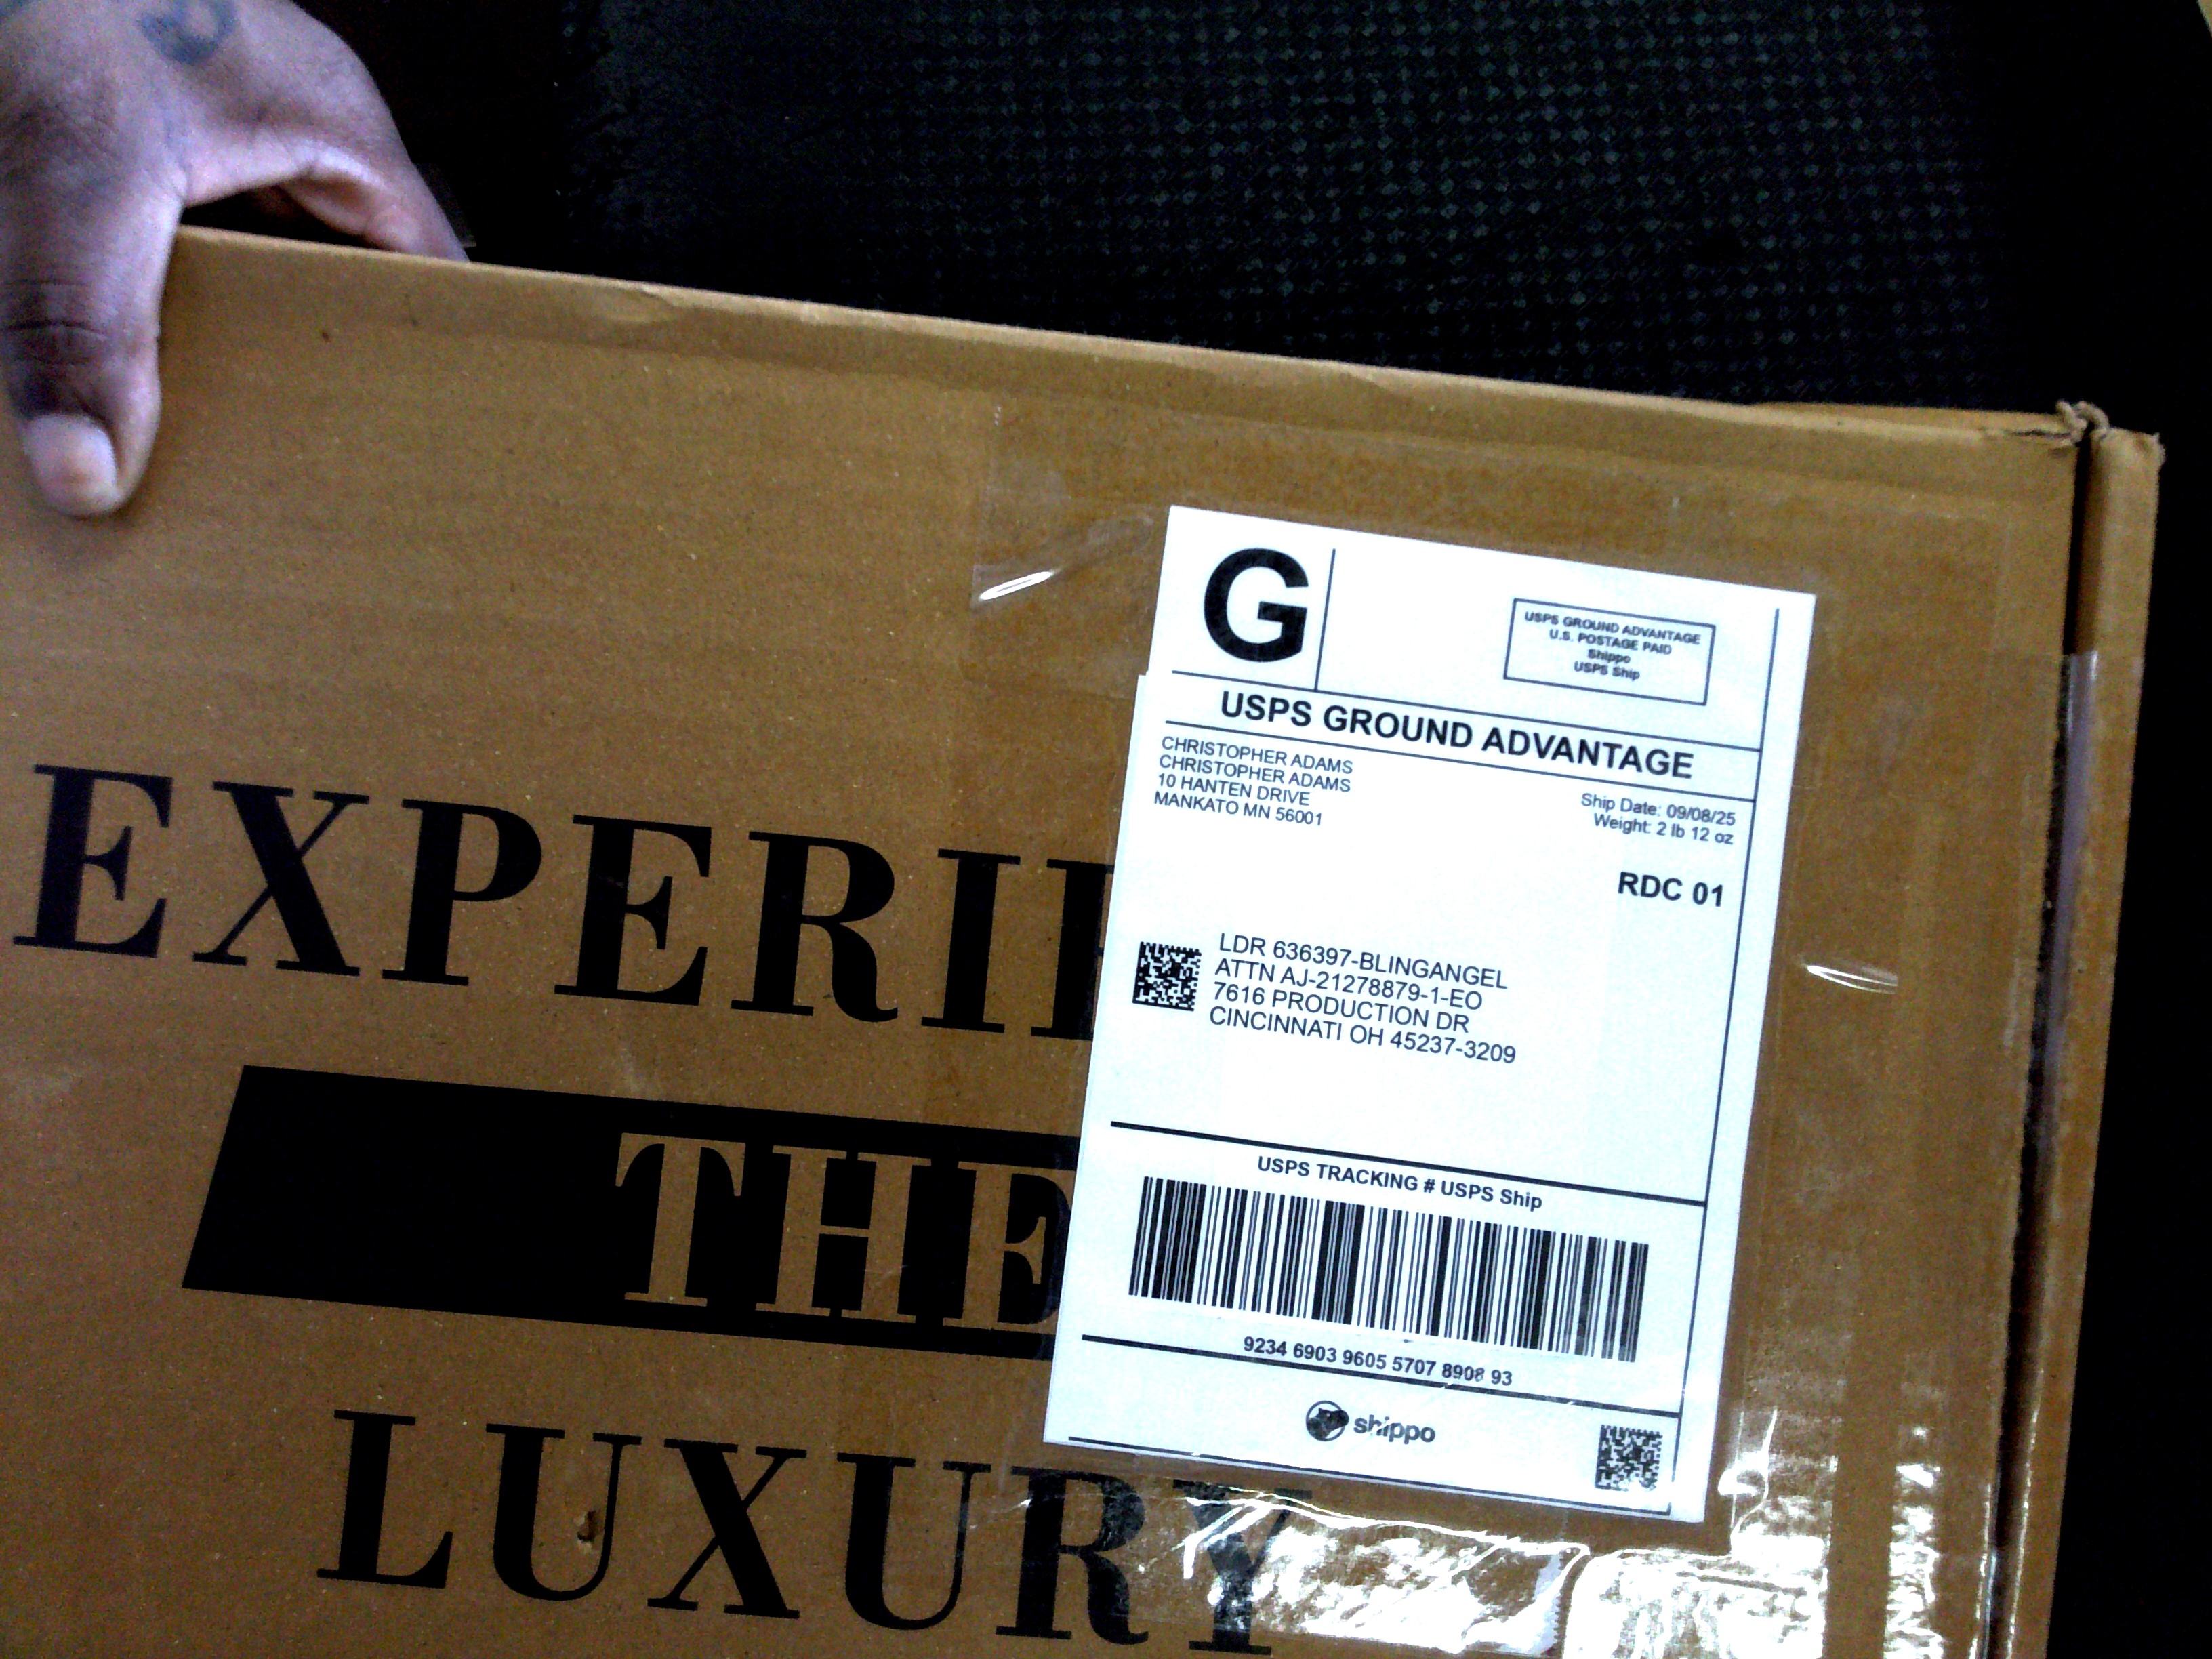 G
USPS GROUND ADVANTAGE
U.S. POSTAGE PAID
Shippo
USPS Ship
USPS GROUND ADVANTAGE
CHRISTOPHER ADAMS
CHRISTOPHER ADAMS
10 HANTEN DRIVE
MANKATO MN 56001
Ship Date: 09/08/25
Weight: 2 lb 12 oz
RDC 01
LDR 636397-BLINGANGEL
ATTN AJ-21278879-1-EO
7616 PRODUCTION DR
CINCINNATI OH 45237-3209
USPS TRACKING # USPS Ship
9234 6903 9605 5707 8908 93
shippo
THE
LUXURY